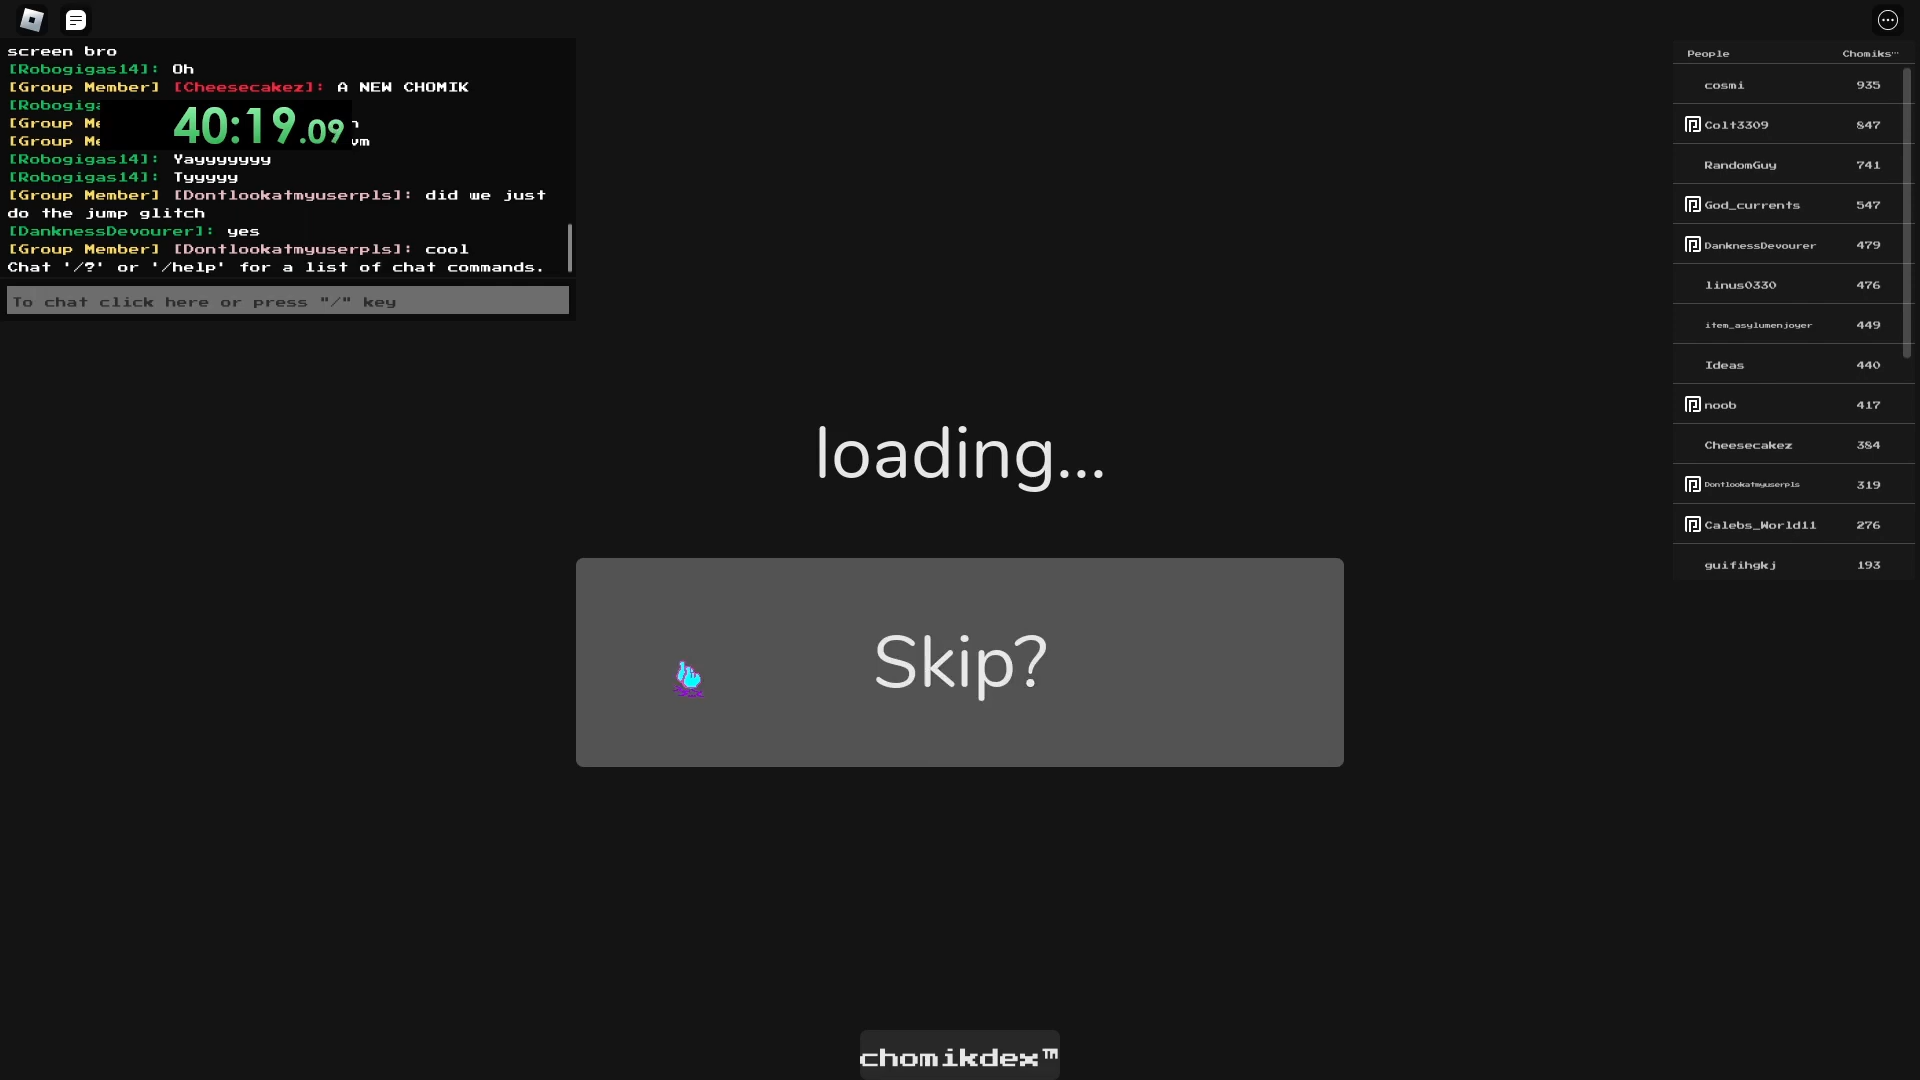 screen bro
[Robogigas14]: Oh
[Group Member] [Cheesecakez]: A NEW CHOMIK
40:19.09
[Robogigas14]: Yayyyyyyy
[Robogigas14]: Tyyyyy
[Group Member] [Dontlookatmyuserpls]: did we just
do the jump glitch
[DanknessDevourer]: yes
[Group Member] [Dontlookatmyuserpls]: cool
Chat '/?' or '/help' for a list of chat commands.
To chat click here or press "/" key
People Chomiks...
cosmi 935
Colt3309 847
RandomGuy 741
God_currents 547
DanknessDevourer 479
linus0330 476
item_asylumenjoyer 449
Ideas 440
noob 417
Cheesecakez 384
Dontlookatmyuserpls 319
Calebs_World11 276
guifihgkj 193
loading...
Skip?
chomikdex™